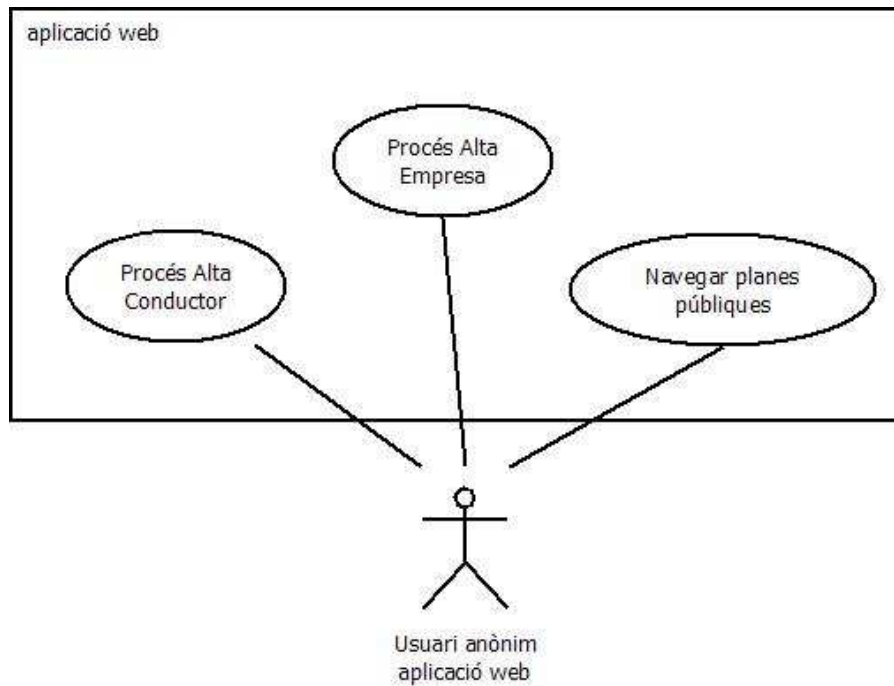 aplicació web
Procés Alta
Empresa
Procés Alta
Conductor
Navegar planes
públiques
Usuari anònim
aplicació web